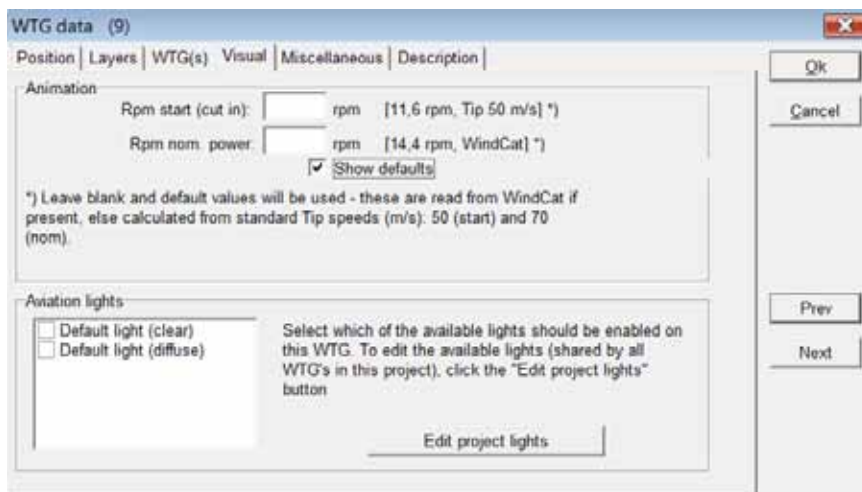 WTG data (9)
Position Layers WTG(s) Visual Miscellaneous Description
Ok
Cancel
Animation
Rpm start (cut in): rpm [11,6 rpm, Tip 50 m/s] *)
Rpm nom. power: rpm [14,4 rpm, WindCat] *)
Show defaults
*) Leave blank and default values will be used - these are read from WindCat if
present, else calculated from standard Tip speeds (m/s): 50 (start) and 70
(nom).
Aviation lights
Default light (clear)
Default light (diffuse)
Select which of the available lights should be enabled on
this WTG. To edit the available lights (shared by all
WTG's in this project), click the "Edit project lights"
button
Edit project lights
Prev
Next